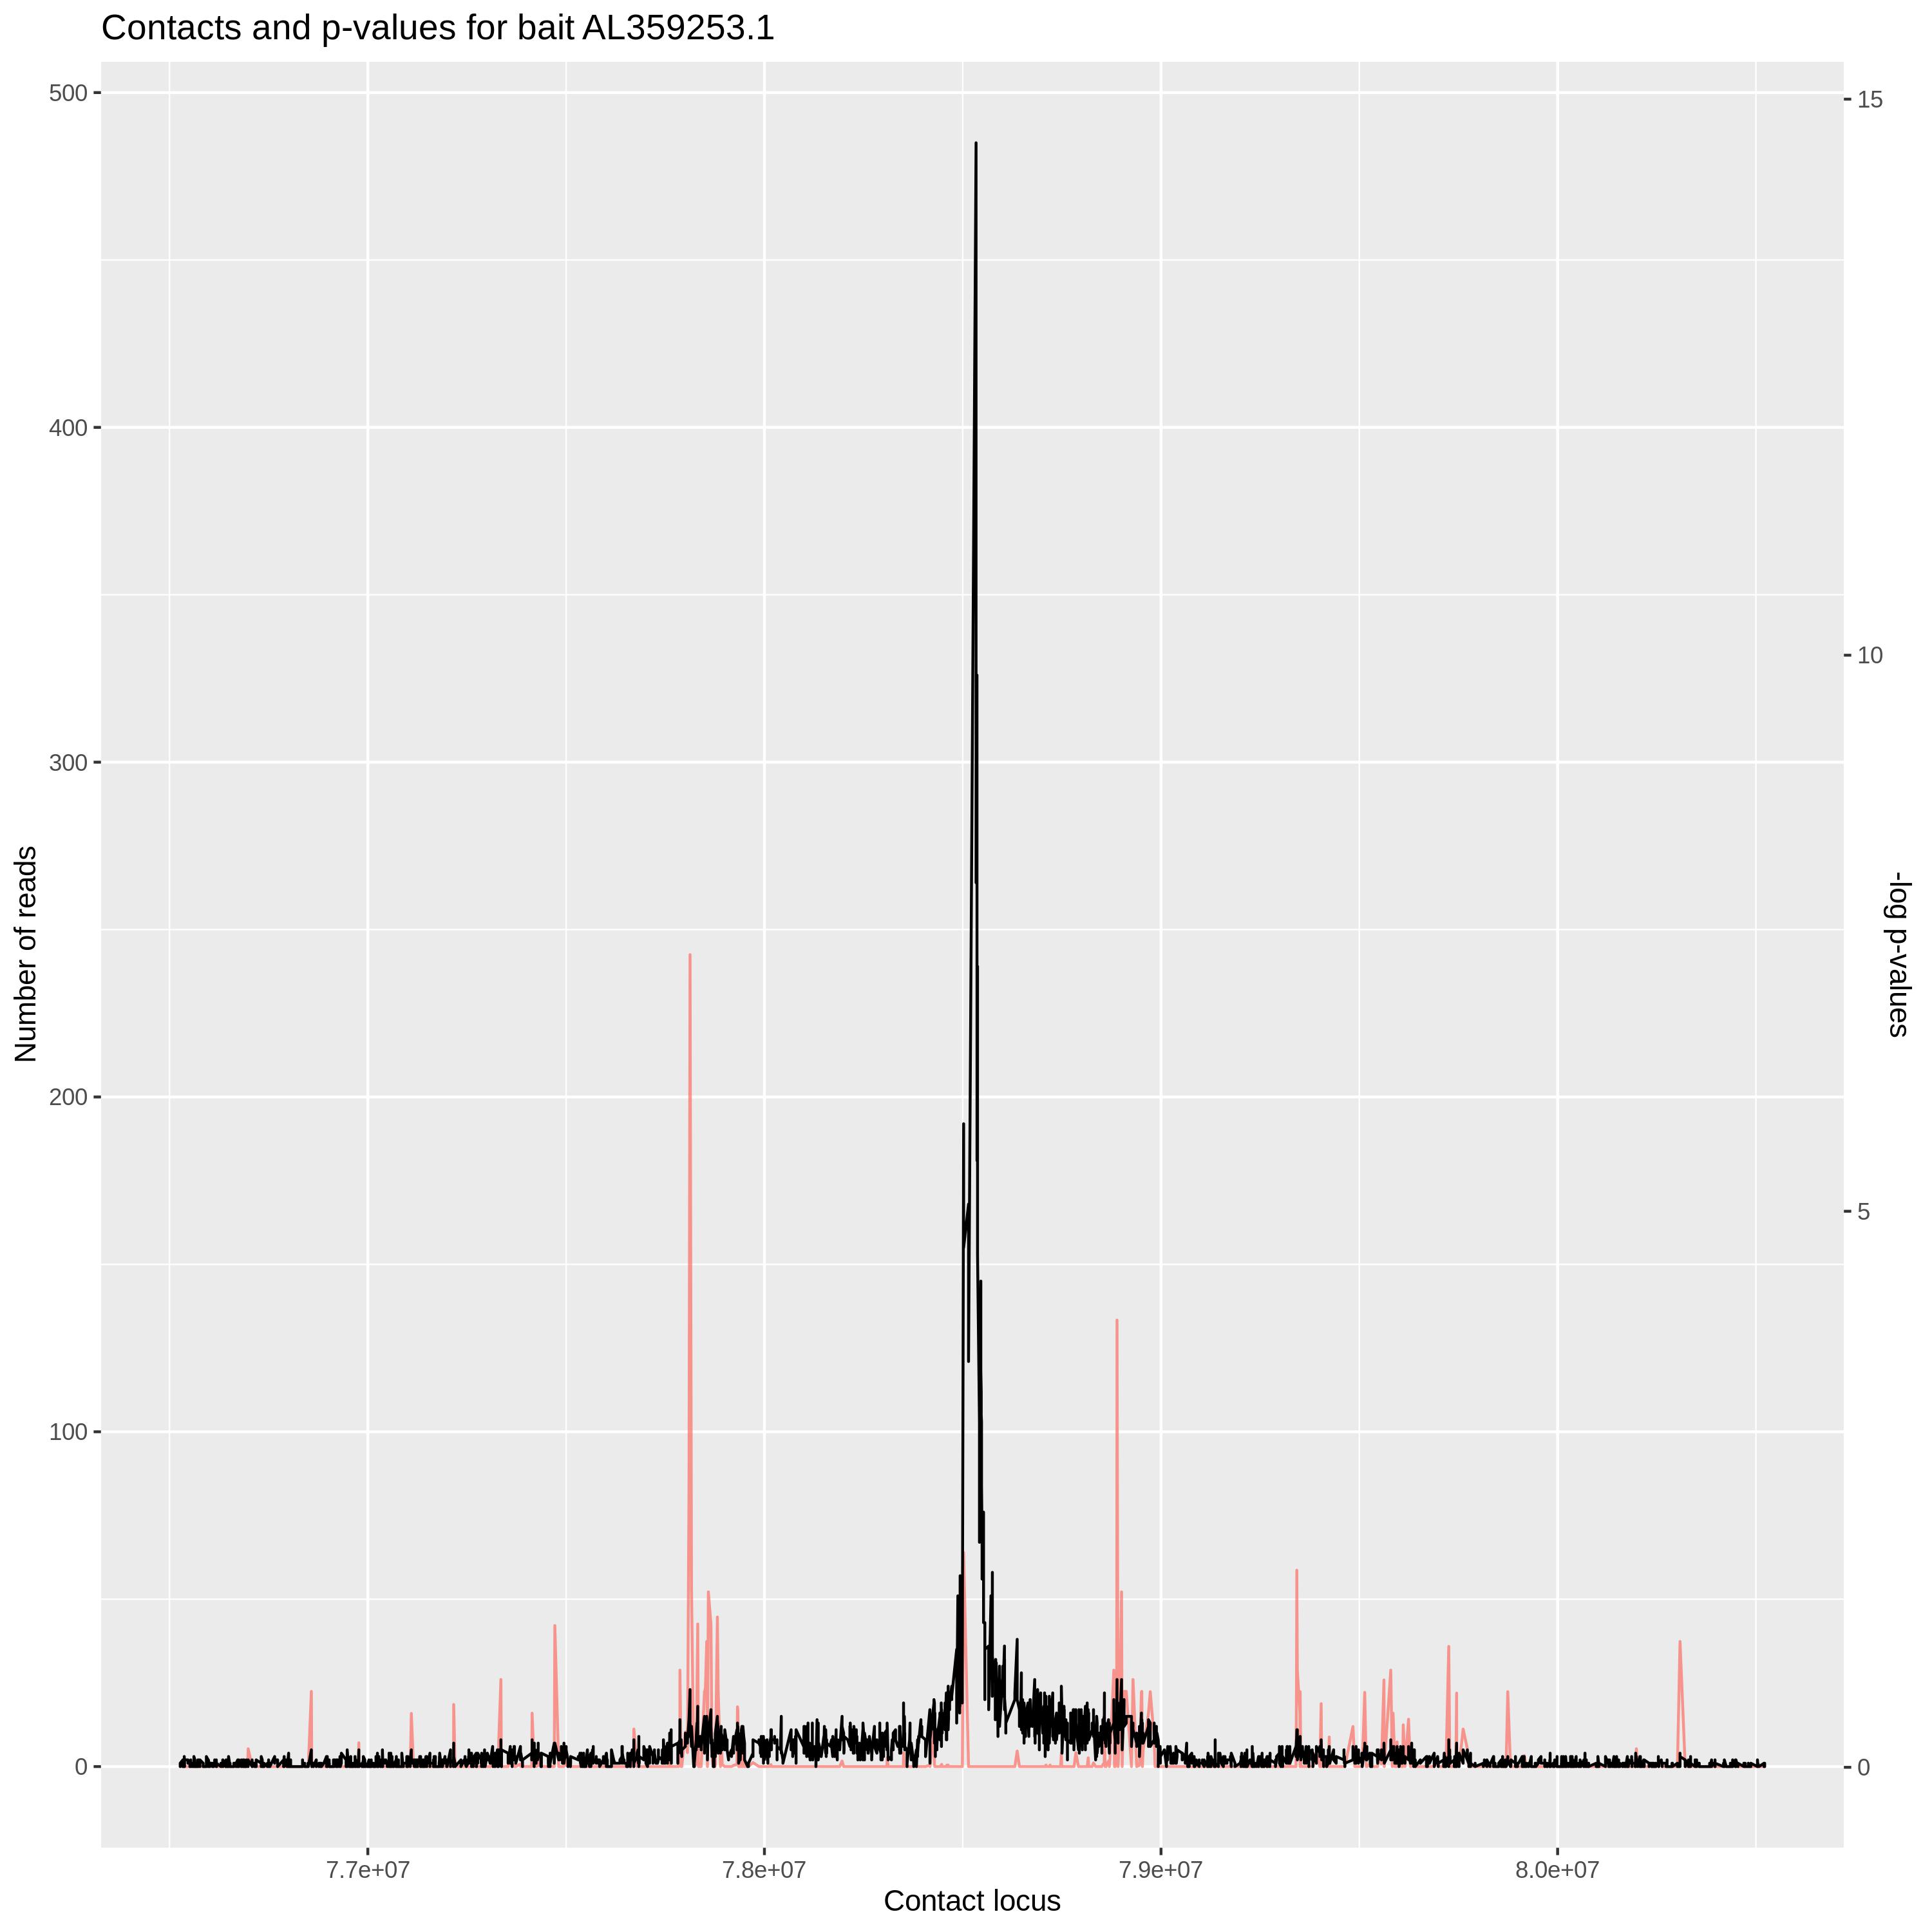 Contacts and p-values for bait AL359253.1
500
400
300
200
100
0
Number of reads
15
10
5
0
-log p-values
7.7e+07
7.8e+07
7.9e+07
8.0e+07
Contact locus